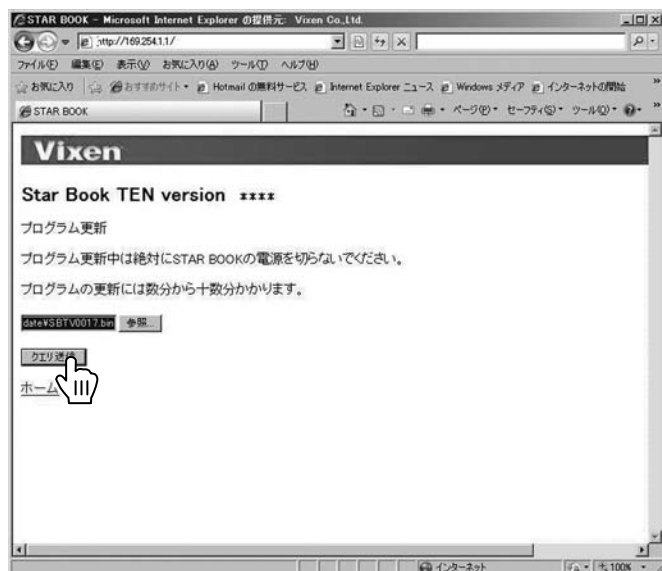 STAR BOOK - Microsoft Internet Explorer の提供元: Vixen Co.,Ltd.
http://169.254.1.1/
ファイル(F) 編集(E) 表示(V) お気に入り(A) ツール(T) ヘルプ(H)
お気に入り おすすめサイト Hotmail の無料サービス Internet Explorer ニュース Windows メディア インターネットの開始 »
STAR BOOK ページ(P) セーフティ(S) ツール(O) »
Vixen
Star Book TEN version ****
プログラム更新
プログラム更新中は絶対にSTAR BOOKの電源を切らないでください。
プログラムの更新には数分から十数分かかります。
date¥SBTV0017.bin 参照...
クエリ送信
ホーム
インターネット 100%